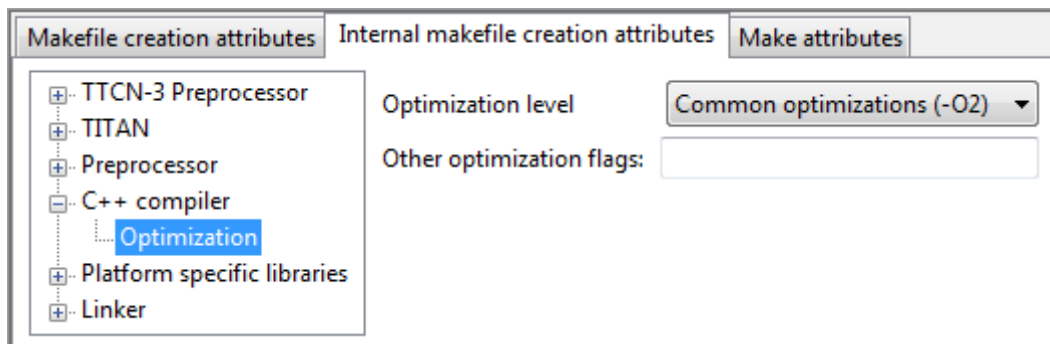 Makefile creation attributes Internal makefile creation attributes Make attributes
TTCN-3 Preprocessor
TITAN
Preprocessor
C++ compiler
Optimization
Platform specific libraries
Linker
Optimization level Common optimizations (-O2)
Other optimization flags: